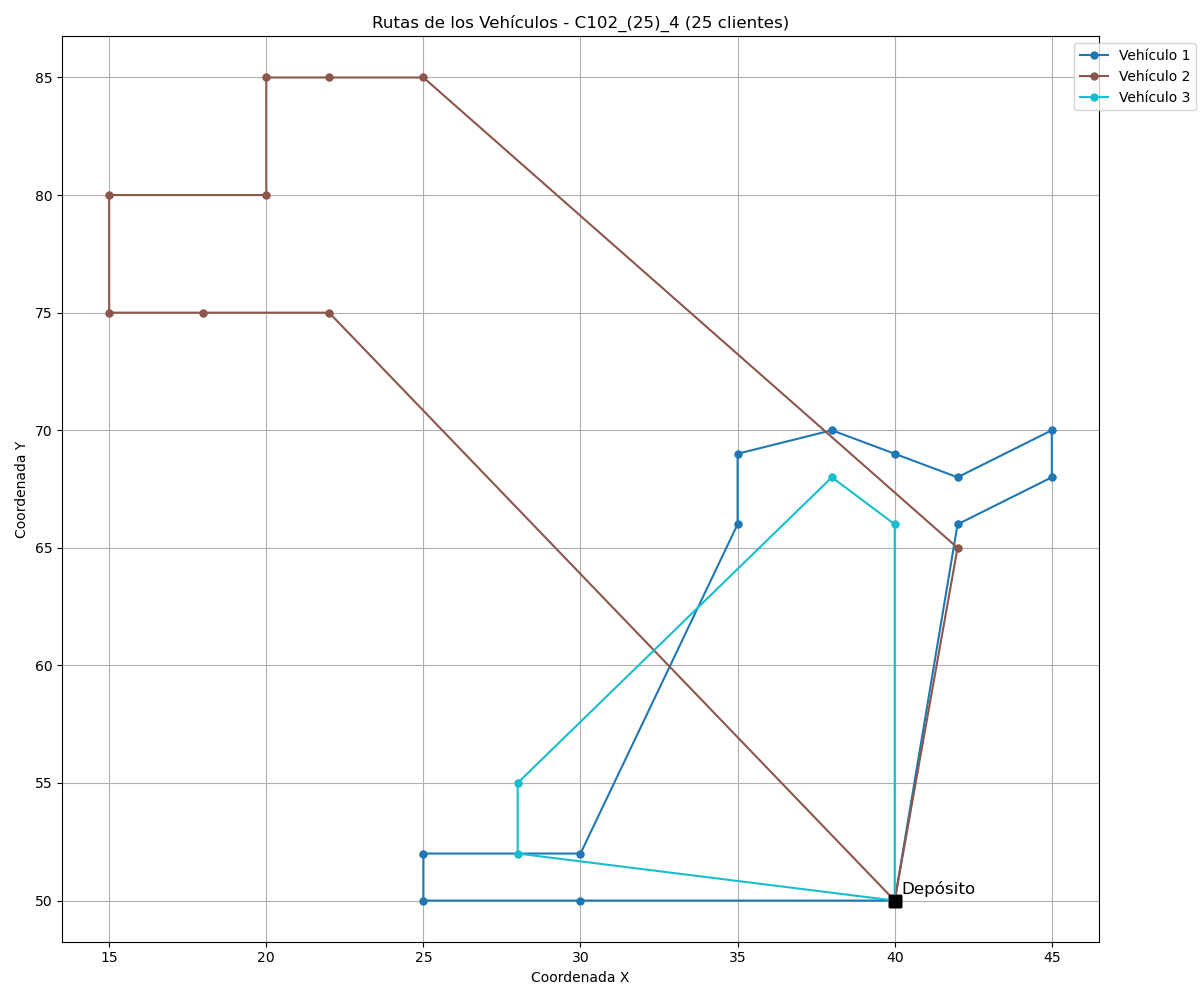 Rutas de los Vehículos - C102_(25)_4 (25 clientes)
Vehículo 1
Vehículo 2
Vehículo 3
85
80
75
70
65
60
55
50
Coordenada Y
Depósito
15
20
25
30
35
40
45
Coordenada X